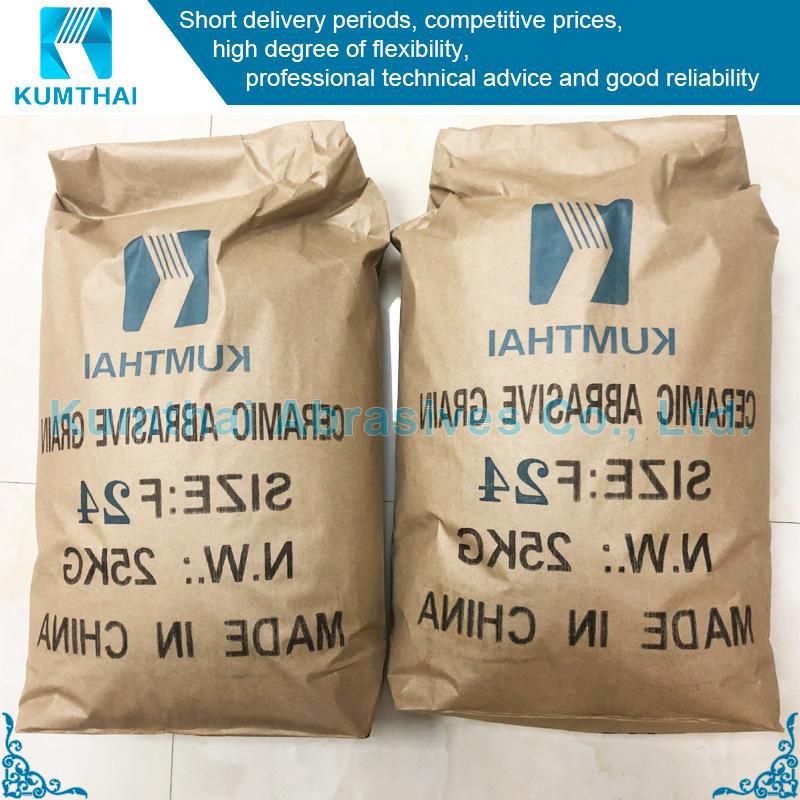 KUMTHAI
Short delivery periods, competitive prices,
high degree of flexibility,
professional technical advice and good reliability
KUMTHAI
CERAMIC ABRASIVE GRAIN
SIZE:F24
N.W.: 25KG
MADE IN CHINA
KUMTHAI
CERAMIC ABRASIVE GRAIN
SIZE:F24
N.W.: 25KG
MADE IN CHINA
Kumthai Abrasives Co., Ltd.